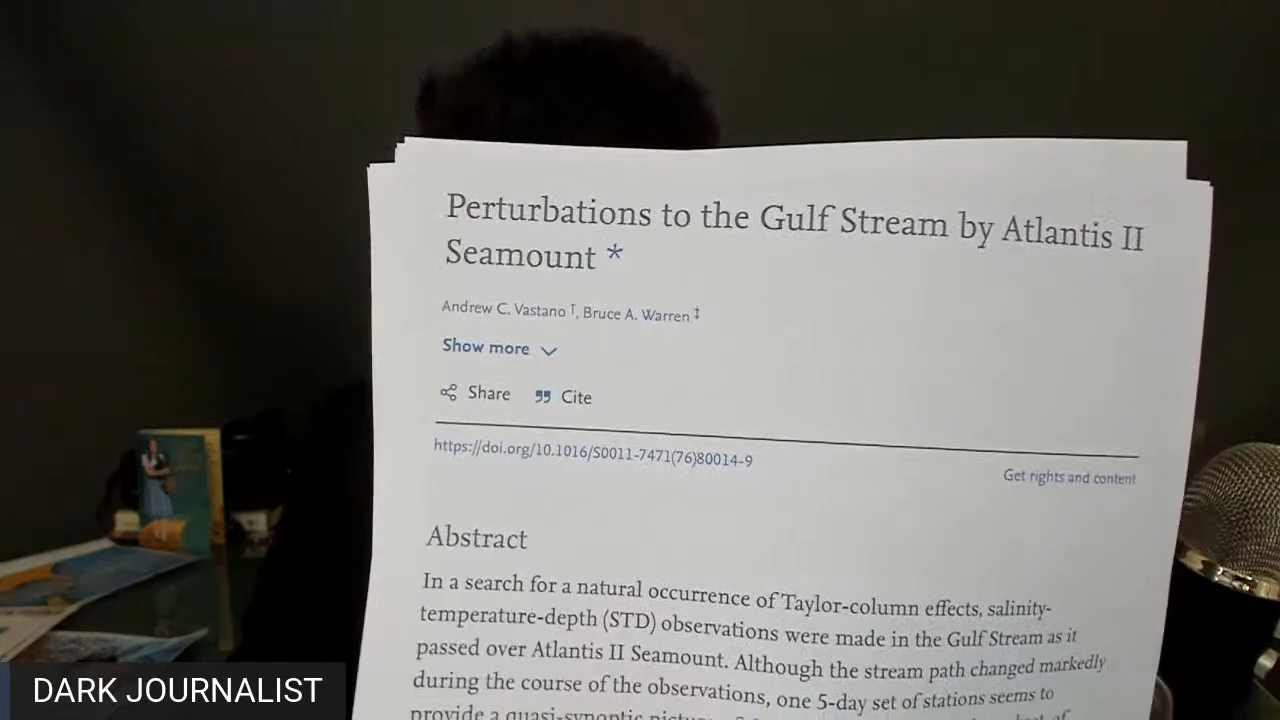 Perturbations to the Gulf Stream by Atlantis II
Seamount *
Andrew C. Vastano †, Bruce A. Warren ‡
Show more
Share Cite
https://doi.org/10.1016/S0011-7471(76)80014-9
Get rights and content
Abstract
In a search for a natural occurrence of Taylor-column effects, salinity-
temperature-depth (STD) observations were made in the Gulf Stream as it
passed over Atlantis II Seamount. Although the stream path changed markedly
during the course of the observations, one 5-day set of stations seems to
provide a quasi-synoptic
DARK JOURNALIST